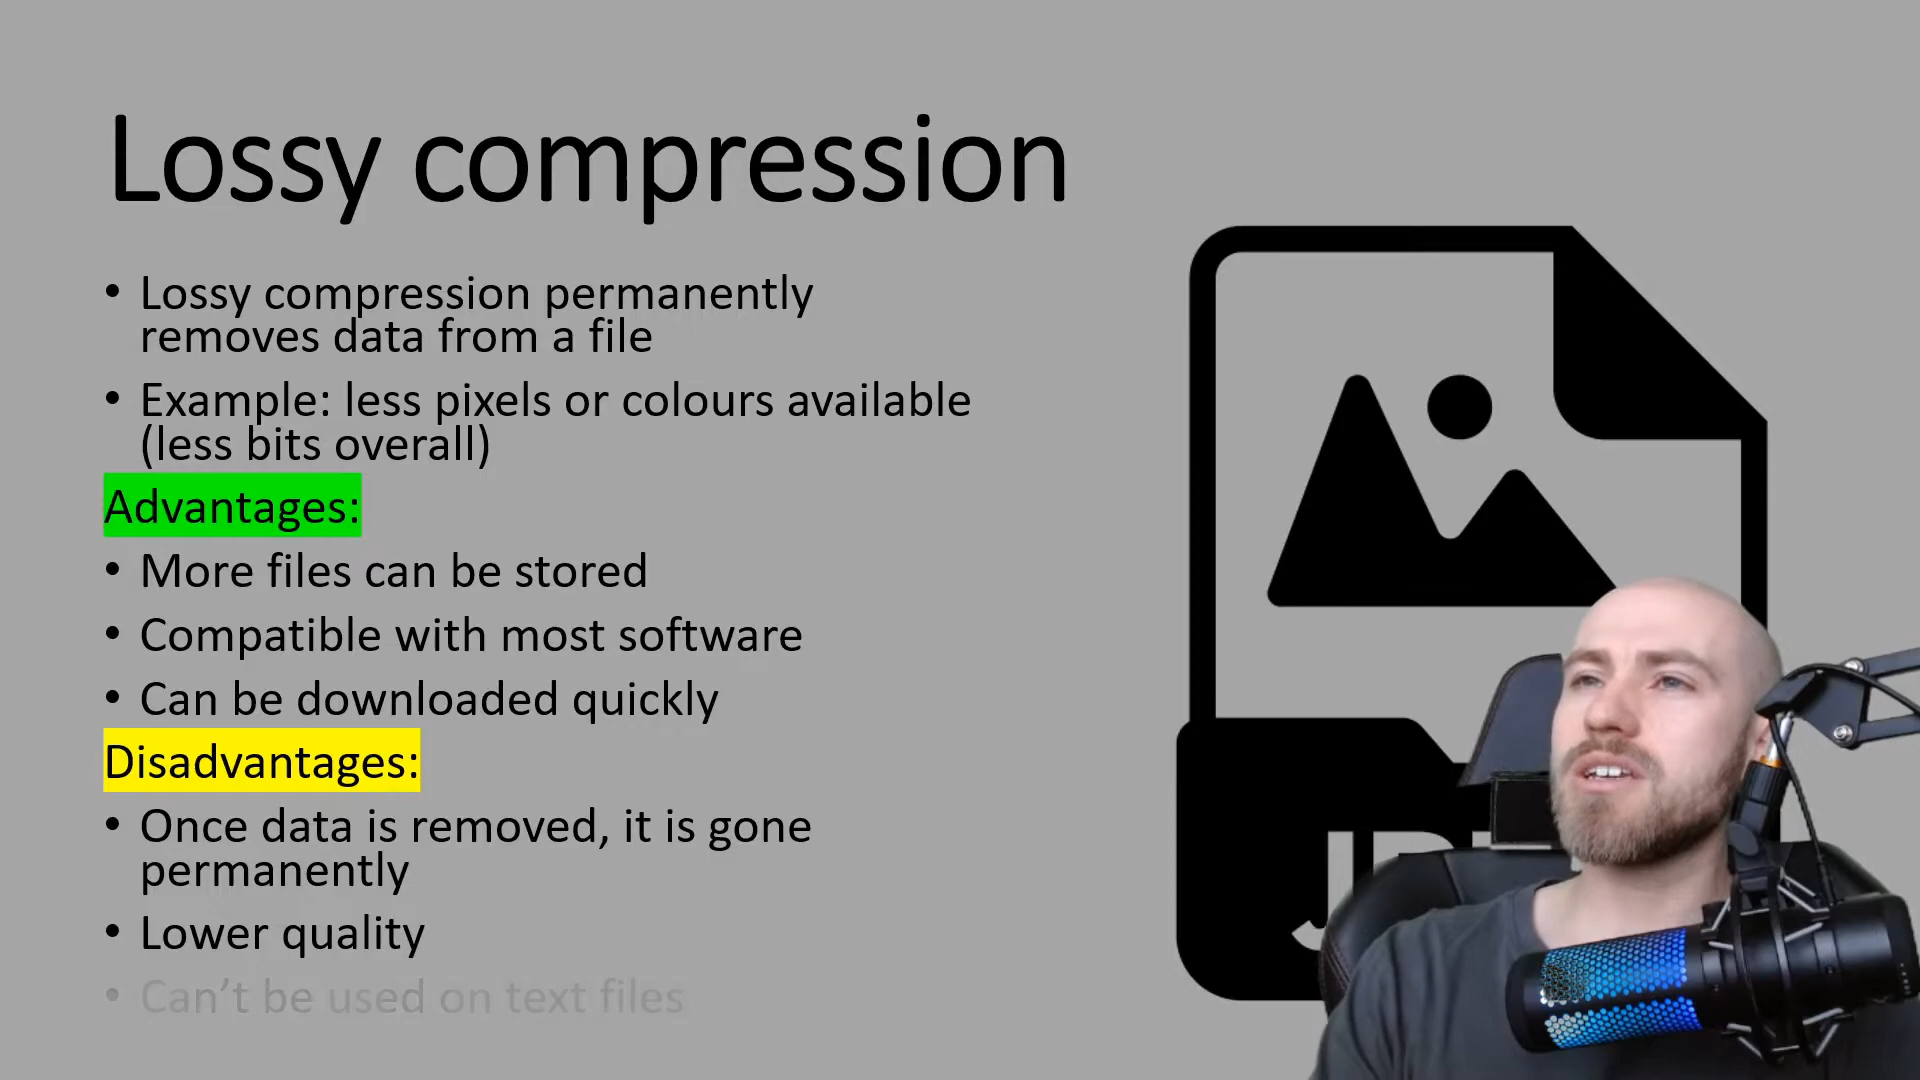 Lossy compression
• Lossy compression permanently
removes data from a file
• Example: less pixels or colours available
(less bits overall)
Advantages:
• More files can be stored
• Compatible with most software
• Can be downloaded quickly
Disadvantages:
• Once data is removed, it is gone
permanently
• Lower quality
• Can’t be used on text files